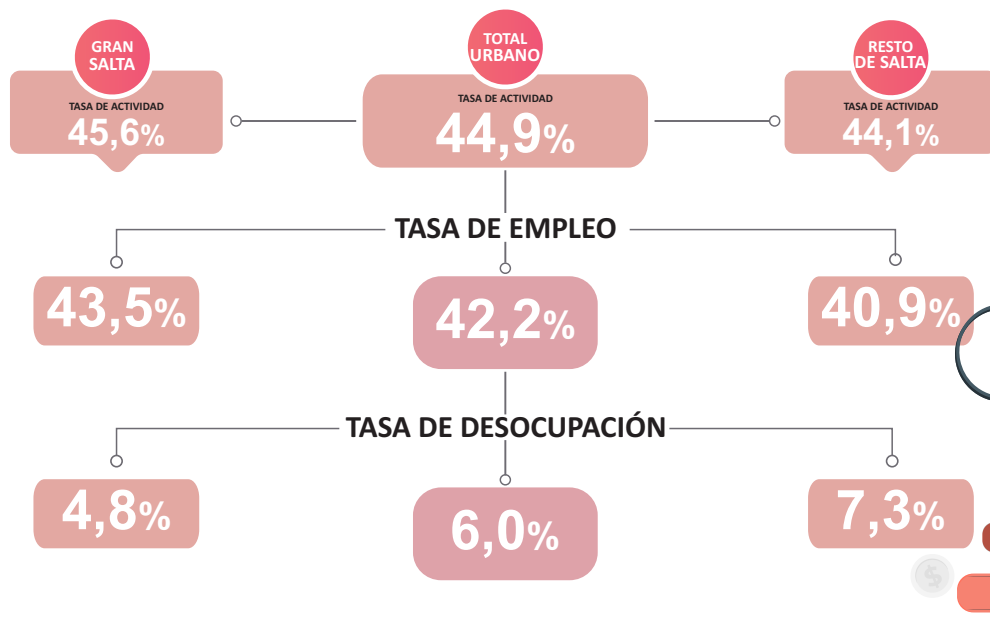 GRAN
SALTA
TASA DE ACTIVIDAD
45,6%
TOTAL
URBANO
TASA DE ACTIVIDAD
44,9%
RESTO
DE SALTA
TASA DE ACTIVIDAD
44,1%
TASA DE EMPLEO
43,5%
42,2%
40,9%
TASA DE DESOCUPACIÓN
4,8%
6,0%
7,3%
$